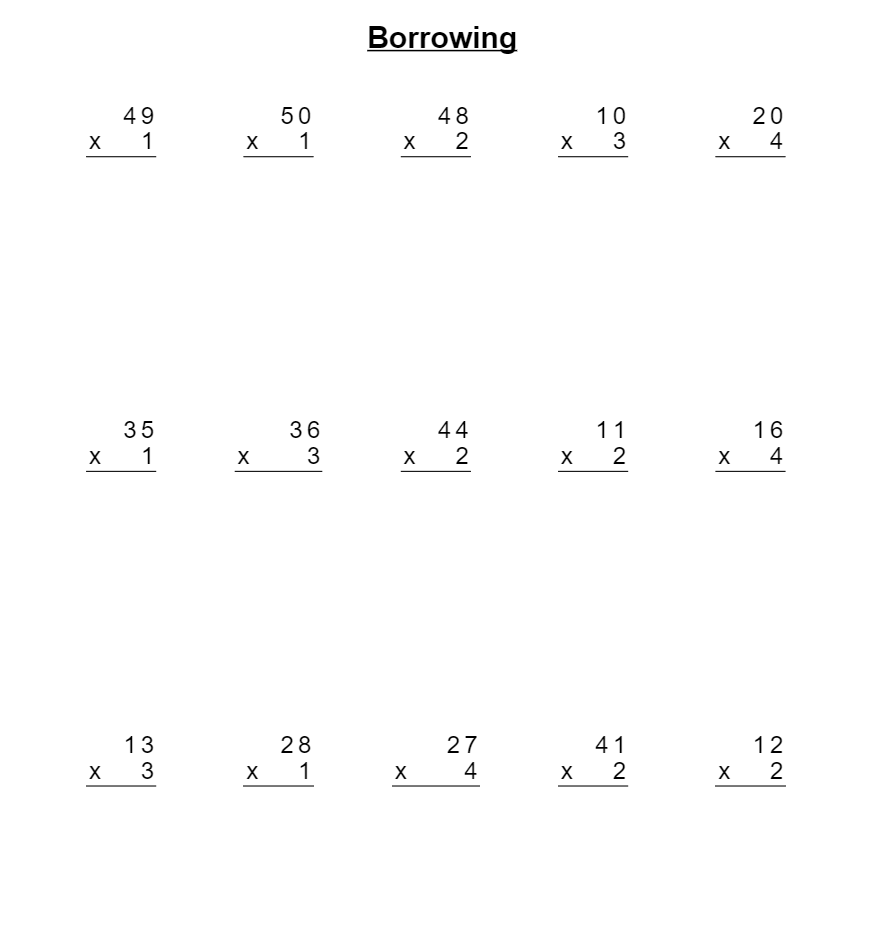 Borrowing
49 50 48 10 20
x 1 x 1 x 2 x 3 x 4
35 36 44 11 16
x 1 x 3 x 2 x 2 x 4
13 28 27 41 12
x 3 x 1 x 4 x 2 x 2